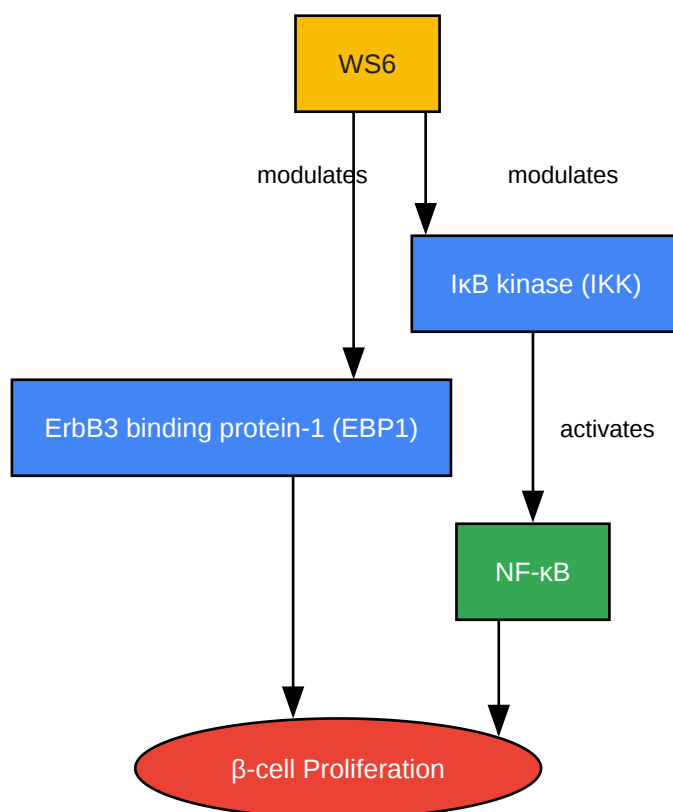 WS6
modulates
modulates
IκB kinase (IKK)
ErbB3 binding protein-1 (EBP1)
activates
NF-κB
β-cell Proliferation